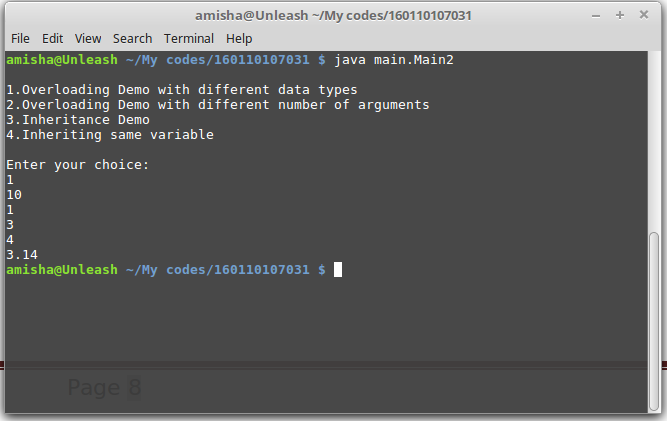 amisha@Unleash ~/My codes/160110107031
File Edit View Search Terminal Help
amisha@Unleash ~/My codes/160110107031 $ java main.Main2
1.Overloading Demo with different data types
2.Overloading Demo with different number of arguments
3.Inheritance Demo
4.Inheriting same variable
Enter your choice:
1
10
1
3
4
3.14
amisha@Unleash ~/My codes/160110107031 $
Page 8